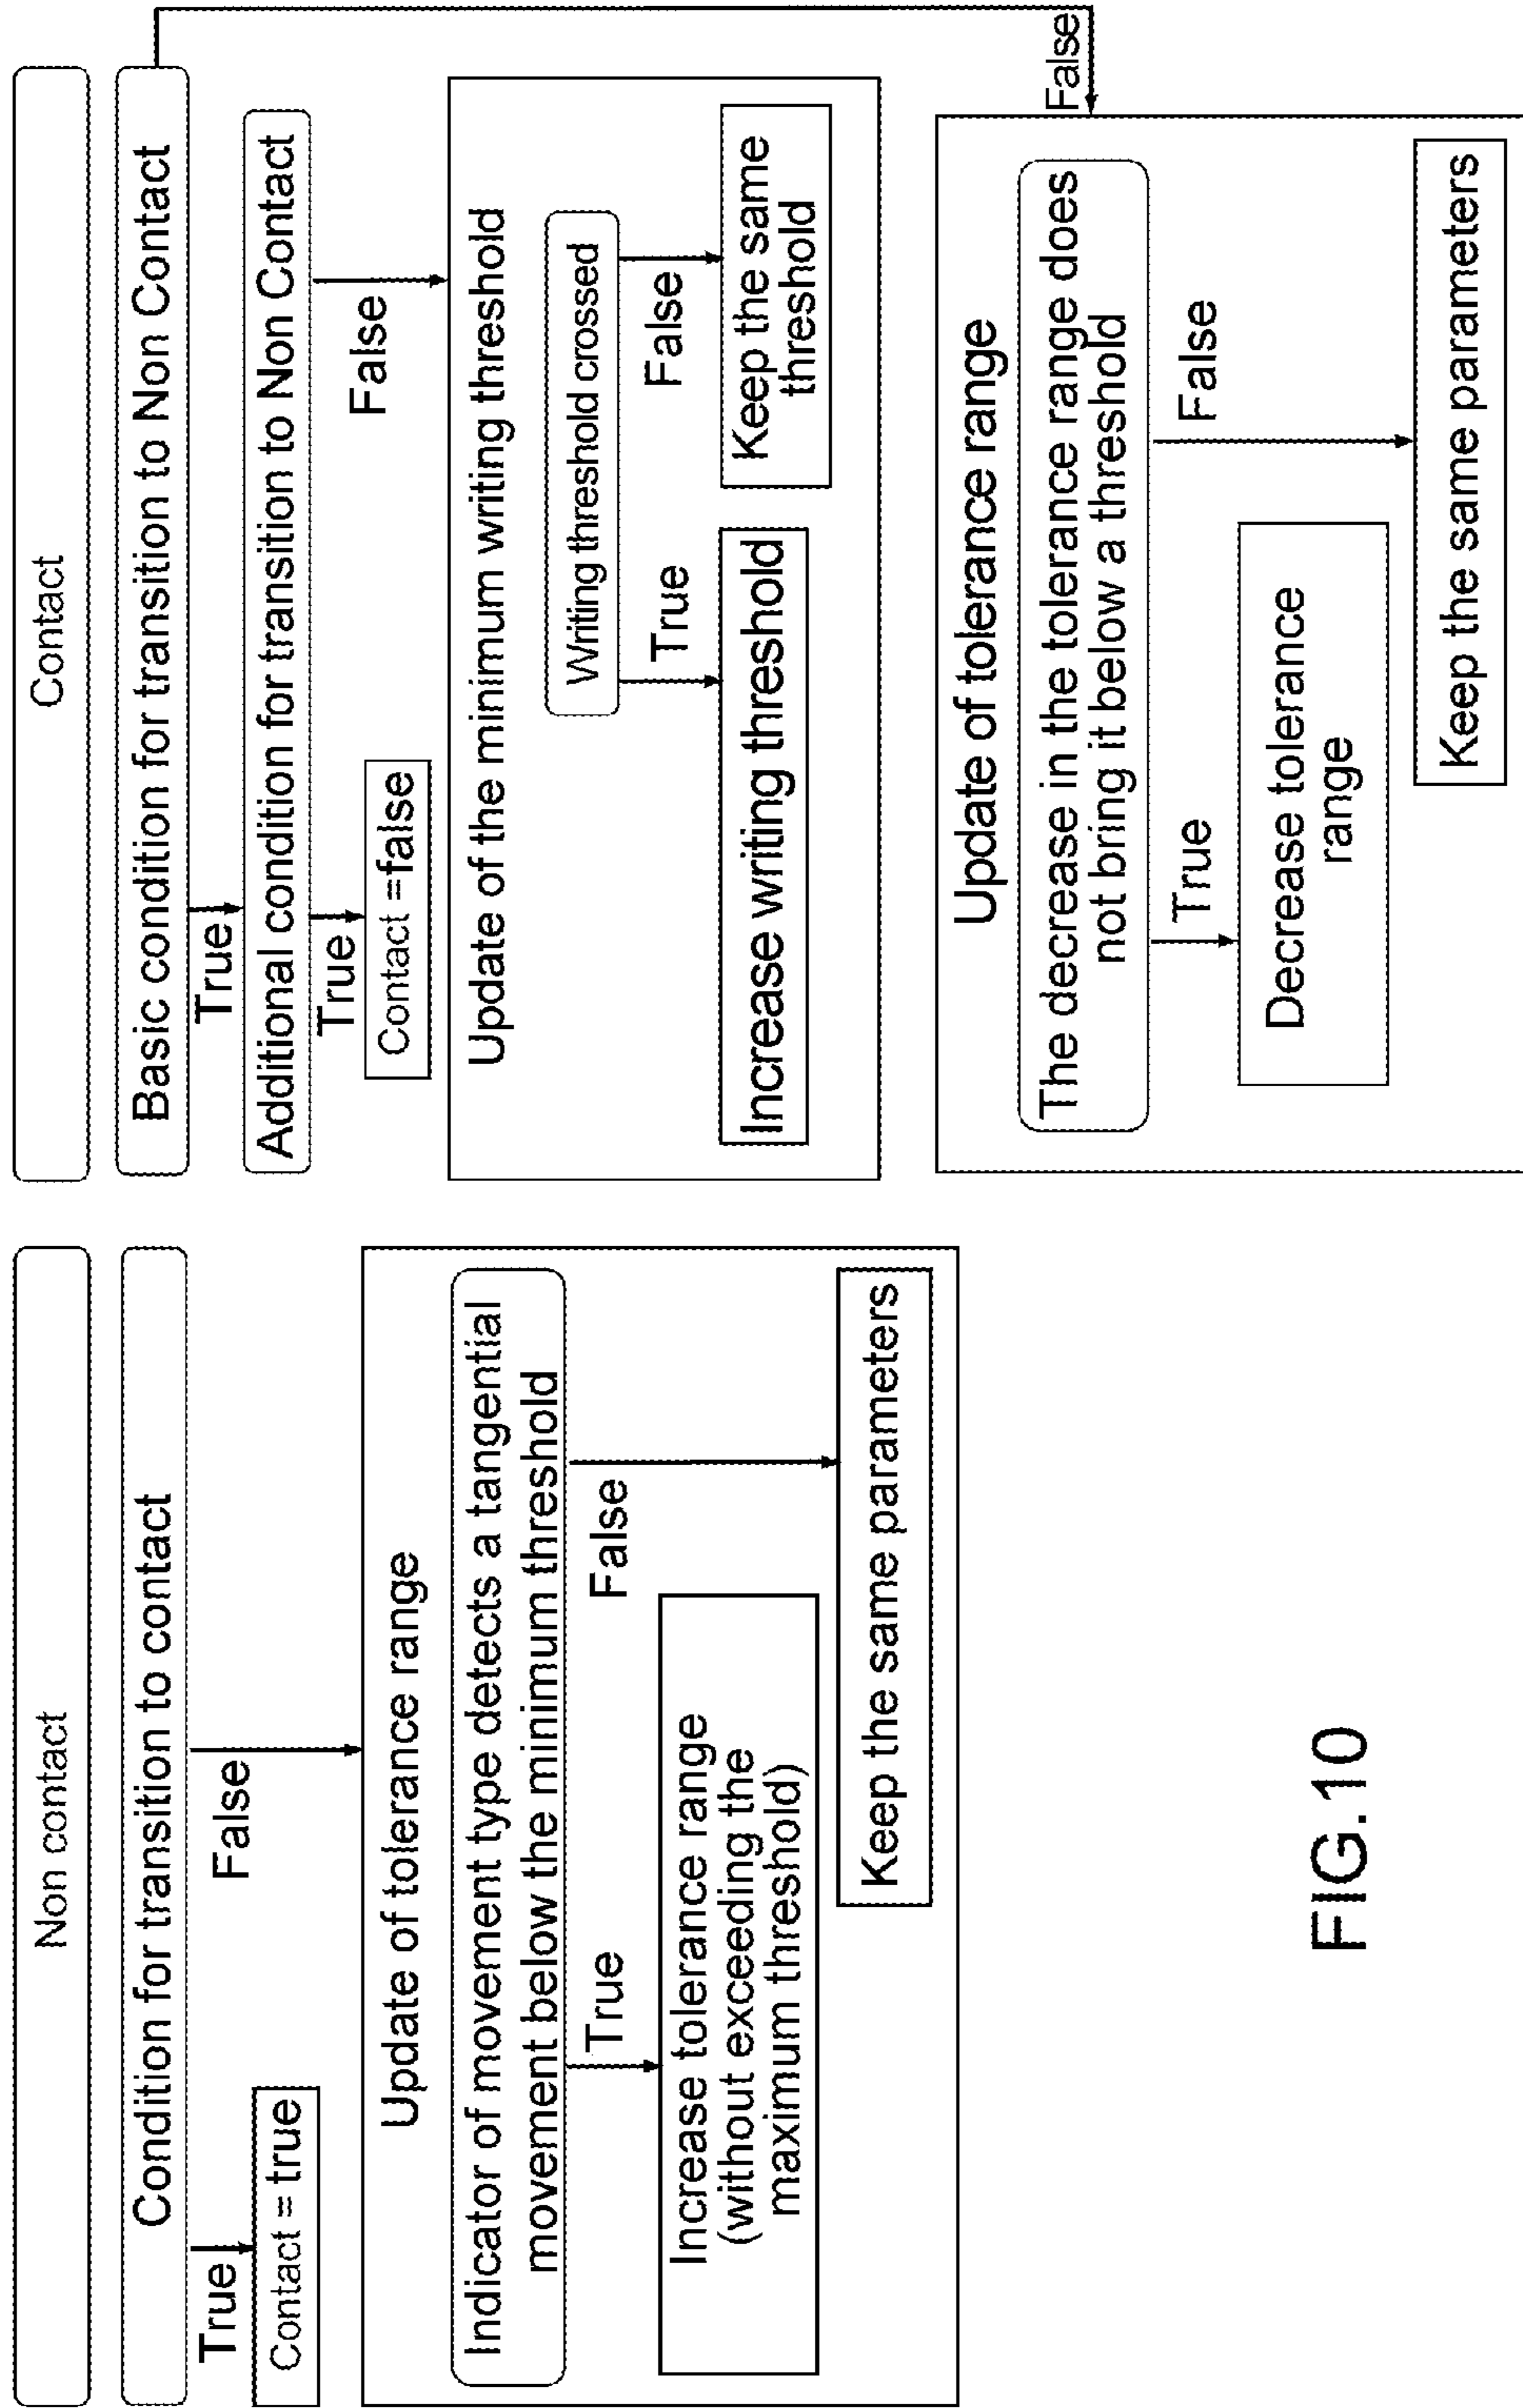 Non contact
Condition for transition to contact
True
False
Contact = true
Update of tolerance range
Indicator of movement type detects a tangential
movement below the minimum threshold
True
False
Increase tolerance range
(without exceeding the
maximum threshold)
Keep the same parameters
Contact
Basic condition for transition to Non Contact
True
Additional condition for transition to Non Contact
True
False
Contact =false
Update of the minimum writing threshold
Writing threshold crossed
True
False
Increase writing threshold
Keep the same
threshold
False
Update of tolerance range
The decrease in the tolerance range does
not bring it below a threshold
True
False
Decrease tolerance
range
Keep the same parameters
FIG.10